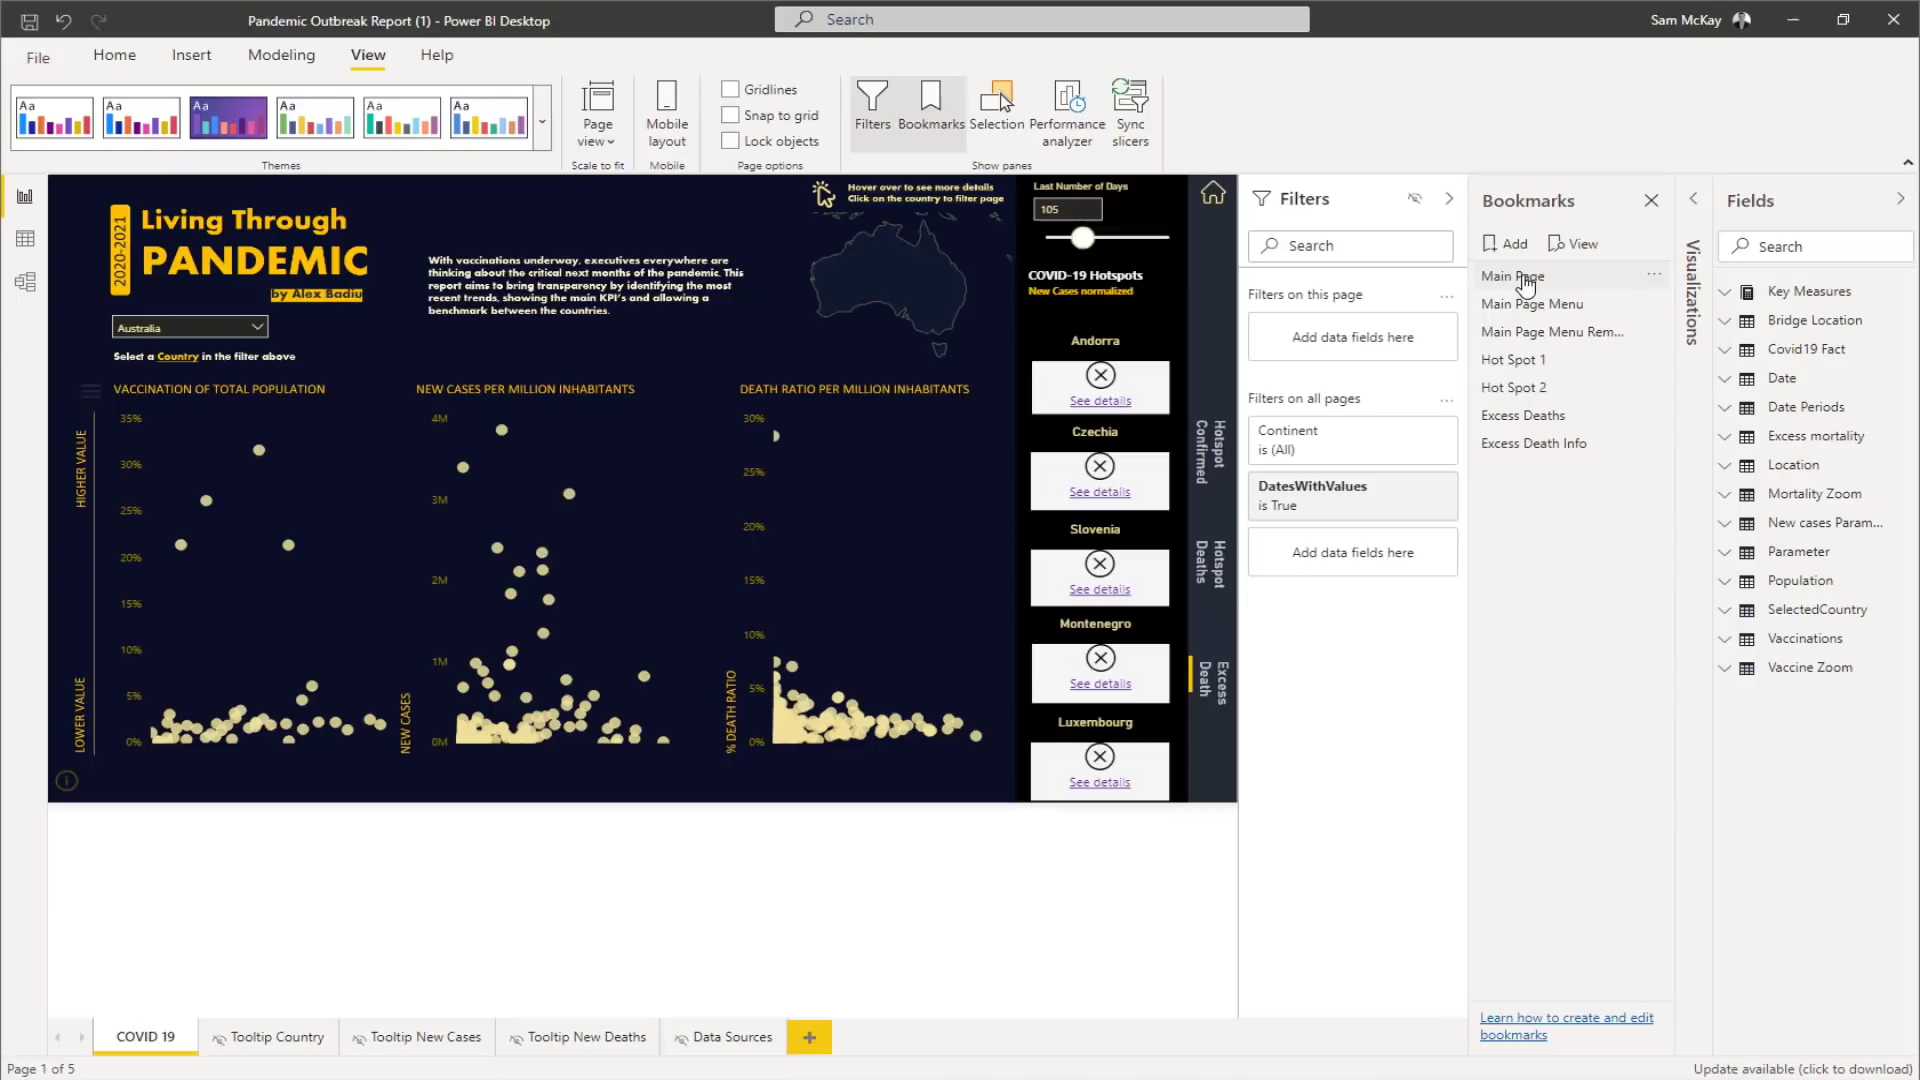 Pandemic Outbreak Report (1) - Power BI Desktop
Search
Sam McKay
File
Home
Insert
Modeling
View
Help
Aa
Aa
Aa
Aa
Aa
Aa
Themes
Page
view
Scale to fit
Mobile
layout
Mobile
Gridlines
Snap to grid
Lock objects
Page options
Filters
Bookmarks
Selection
Performance
analyzer
Sync
slicers
Show panes
2020-2021
Living Through
PANDEMIC
by Alex Badiu
Australia
Select a Country in the filter above
With vaccinations underway, executives everywhere are
thinking about the critical next months of the pandemic. This
report aims to bring transparency by identifying the most
recent trends, showing the main KPI's and allowing a
benchmark between the countries.
Hover over to see more details
Click on the country to filter page
VACCINATION OF TOTAL POPULATION
HIGHER VALUE
LOWER VALUE
35%
30%
25%
20%
15%
10%
5%
0%
NEW CASES PER MILLION INHABITANTS
NEW CASES
4M
3M
2M
1M
0M
DEATH RATIO PER MILLION INHABITANTS
% DEATH RATIO
30%
25%
20%
15%
10%
5%
0%
Last Number of Days
105
COVID-19 Hotspots
New Cases normalized
Andorra
See details
Czechia
See details
Slovenia
See details
Montenegro
See details
Luxembourg
See details
Hotspot
Confirmed
Hotspot
Deaths
Excess
Death
Filters
Search
Filters on this page
Add data fields here
Filters on all pages
Continent
is (All)
DatesWithValues
is True
Add data fields here
Bookmarks
Add
View
Main Page
Main Page Menu
Main Page Menu Rem...
Hot Spot 1
Hot Spot 2
Excess Deaths
Excess Death Info
Learn how to create and edit
bookmarks
Visualizations
Fields
Search
Key Measures
Bridge Location
Covid19 Fact
Date
Date Periods
Excess mortality
Location
Mortality Zoom
New cases Param...
Parameter
Population
SelectedCountry
Vaccinations
Vaccine Zoom
COVID 19
Tooltip Country
Tooltip New Cases
Tooltip New Deaths
Data Sources
Page 1 of 5
Update available (click to download)